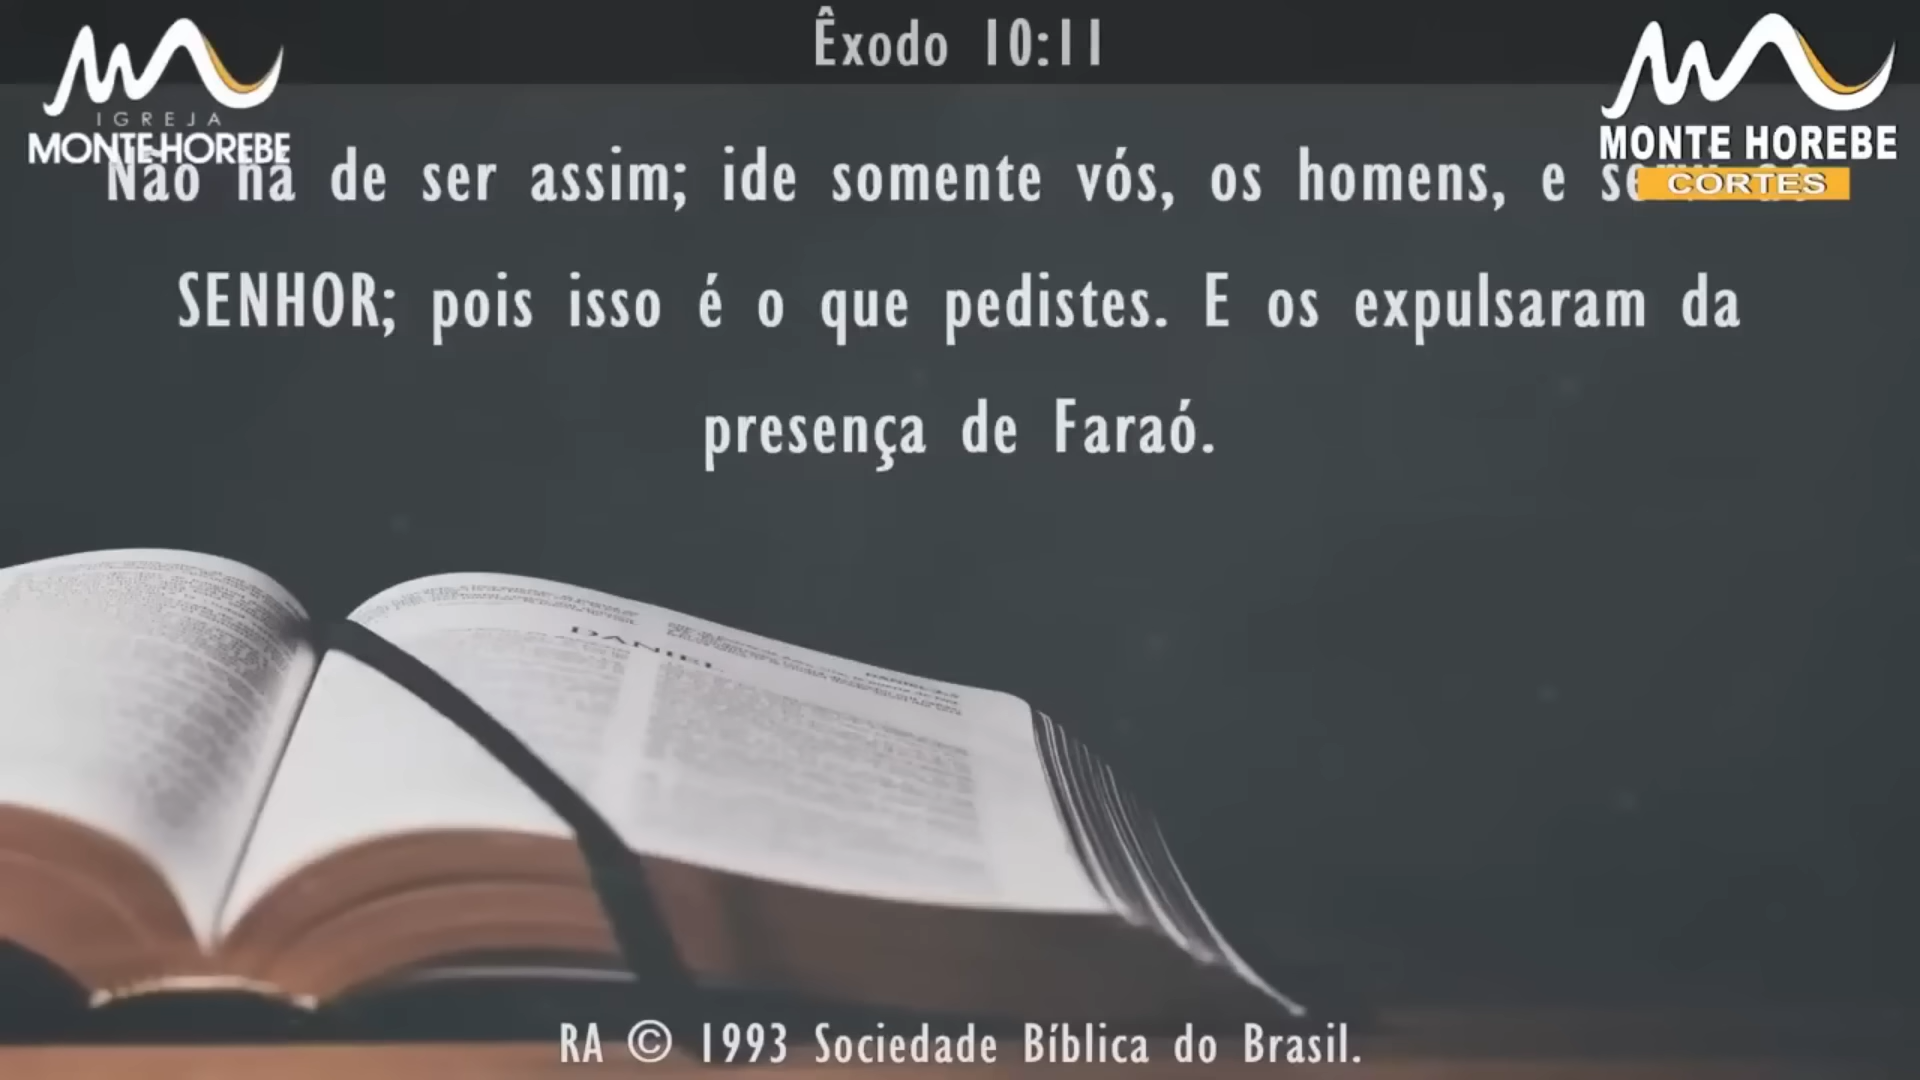 Êxodo 10:11
IGREJA
MONTE HOREBE
MONTE HOREBE
CORTES
Não há de ser assim; ide somente vós, os homens, e
SENHOR; pois isso é o que pedistes. E os expulsaram da
presença de Faraó.
DANIEL
RA © 1993 Sociedade Bíblica do Brasil.